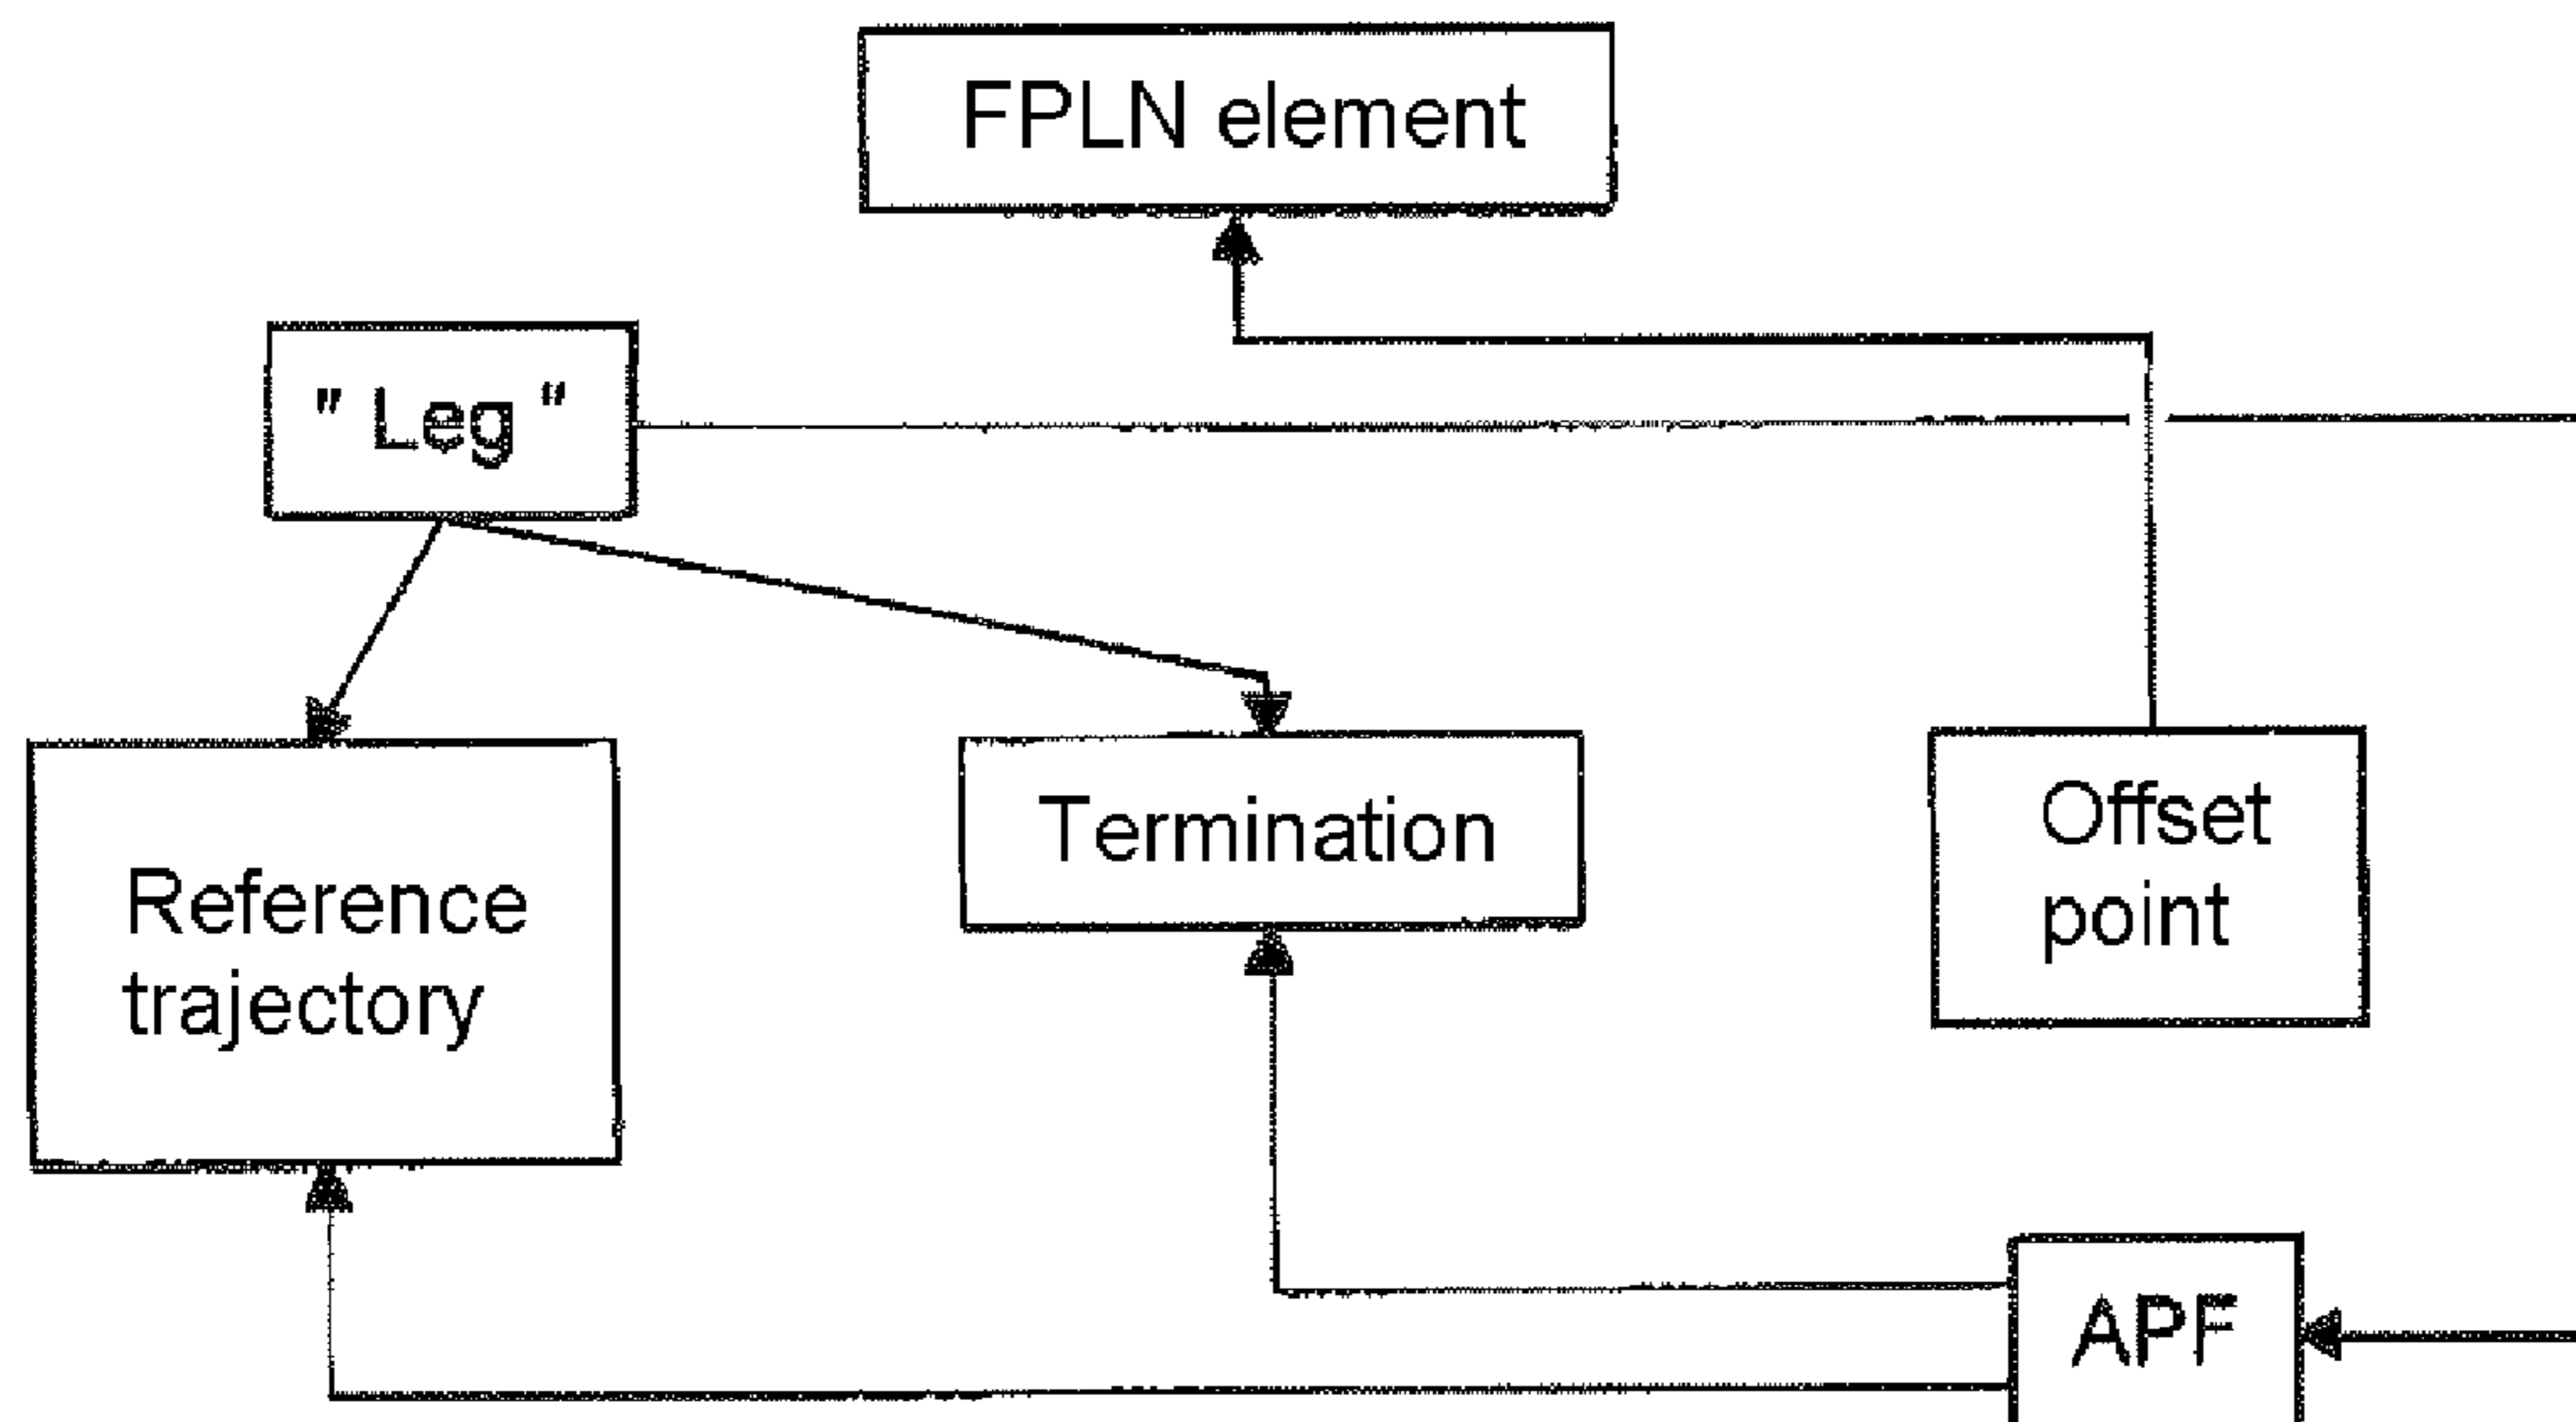 FPLN element
" Leg "
Termination
Offset
point
Reference
trajectory
APF